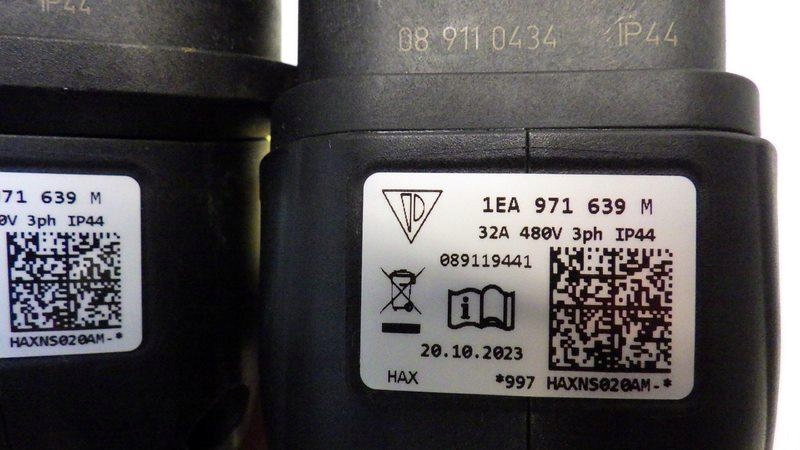 IP44
08 911 0434 IP44
971 639 M
0V 3ph IP44
HAXNS020AM-*
1EA 971 639 M
32A 480V 3ph IP44
089119441
i
20.10.2023
HAX *997 HAXNS020AM-*